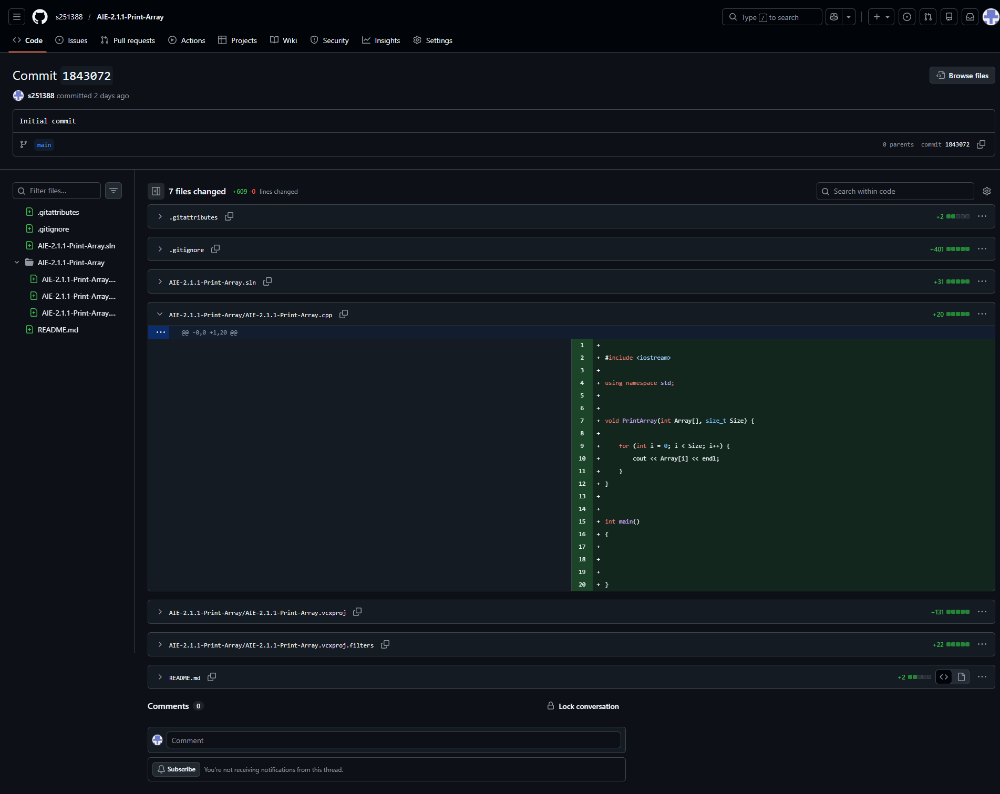 s251388 / AIE-2.1.1-Print-Array
Type / to search
Code Issues Pull requests Actions Projects Wiki Security Insights Settings
Commit 1843072
Browse files
s251388 committed 2 days ago
Initial commit
main
0 parents commit 1843072
Filter files...
7 files changed +609 -0 lines changed
Search within code
.gitattributes
.gitignore
AIE-2.1.1-Print-Array.sln
AIE-2.1.1-Print-Array
AIE-2.1.1-Print-Array....
AIE-2.1.1-Print-Array....
AIE-2.1.1-Print-Array....
README.md
.gitattributes +2
.gitignore +401
AIE-2.1.1-Print-Array.sln +31
AIE-2.1.1-Print-Array/AIE-2.1.1-Print-Array.cpp +20
@@ -0,0 +1,20 @@
1 +
2 + #include <iostream>
3 +
4 + using namespace std;
5 +
6 +
7 + void PrintArray(int Array[], size_t Size) {
8 +
9 +     for (int i = 0; i < Size; i++) {
10 +         cout << Array[i] << endl;
11 +     }
12 + }
13 +
14 +
15 + int main()
16 + {
17 +
18 +
19 +
20 + }
AIE-2.1.1-Print-Array/AIE-2.1.1-Print-Array.vcxproj +131
AIE-2.1.1-Print-Array/AIE-2.1.1-Print-Array.vcxproj.filters +22
README.md +2
Comments 0
Lock conversation
Comment
Subscribe You're not receiving notifications from this thread.